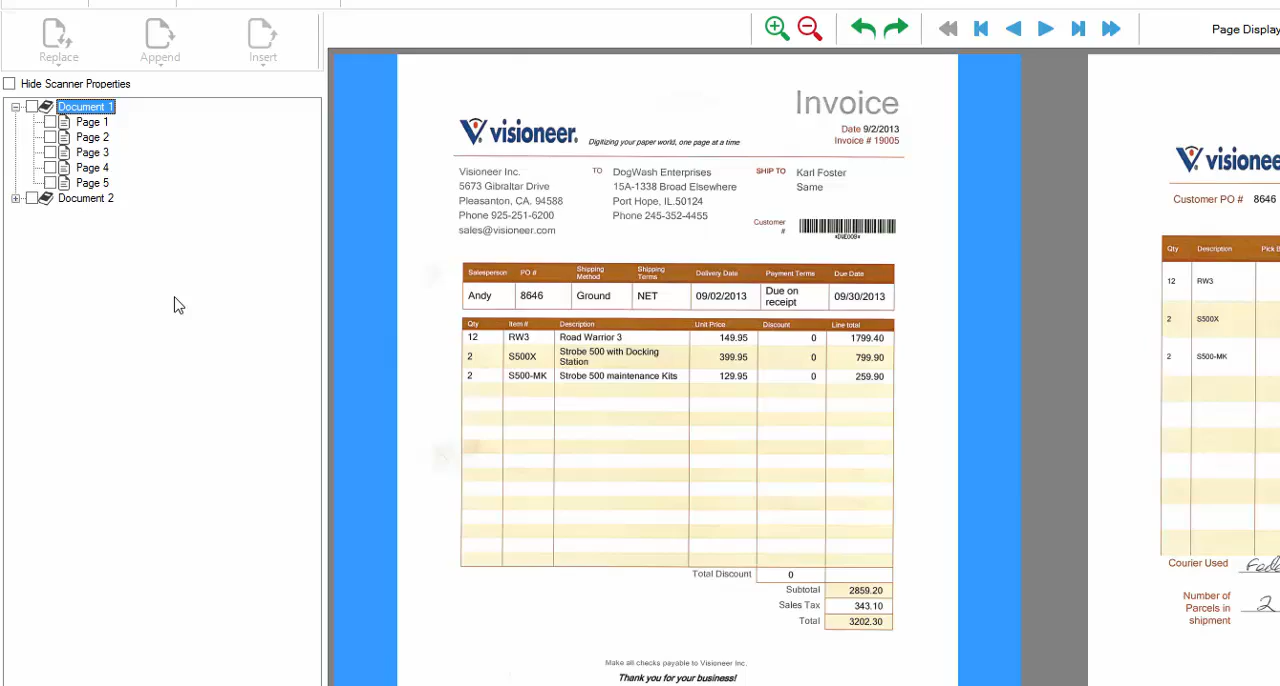 Replace
Append
Insert
Page Display
Hide Scanner Properties
Document 1
Page 1
Page 2
Page 3
Page 4
Page 5
Document 2
Invoice
Date 9/2/2013
Invoice # 19005
visioneer.
Digitizing your paper world, one page at a time
Visioneer Inc.
5673 Gibraltar Drive
Pleasanton, CA. 94588
Phone 925-251-6200
sales@visioneer.com
TO
DogWash Enterprises
15A-1338 Broad Elsewhere
Port Hope, IL.50124
Phone 245-352-4455
SHIP TO
Karl Foster
Same
Customer
#
Salesperson PO # Shipping Method Shipping Terms Delivery Date Payment Terms Due Date
Andy 8646 Ground NET 09/02/2013 Due on receipt 09/30/2013
Qty Item # Description Unit Price Discount Line total
12 RW3 Road Warrior 3 149.95 0 1799.40
2 S500X Strobe 500 with Docking Station 399.95 0 799.90
2 S500-MK Strobe 500 maintenance Kits 129.95 0 259.90
Total Discount 0
Subtotal 2859.20
Sales Tax 343.10
Total 3202.30
Make all checks payable to Visioneer Inc.
Thank you for your business!
visionee
Customer PO # 8646
Qty Description
12 RW3
2 S500X
2 S500-MK
Courier Used
Number of
Parcels in
shipment
2